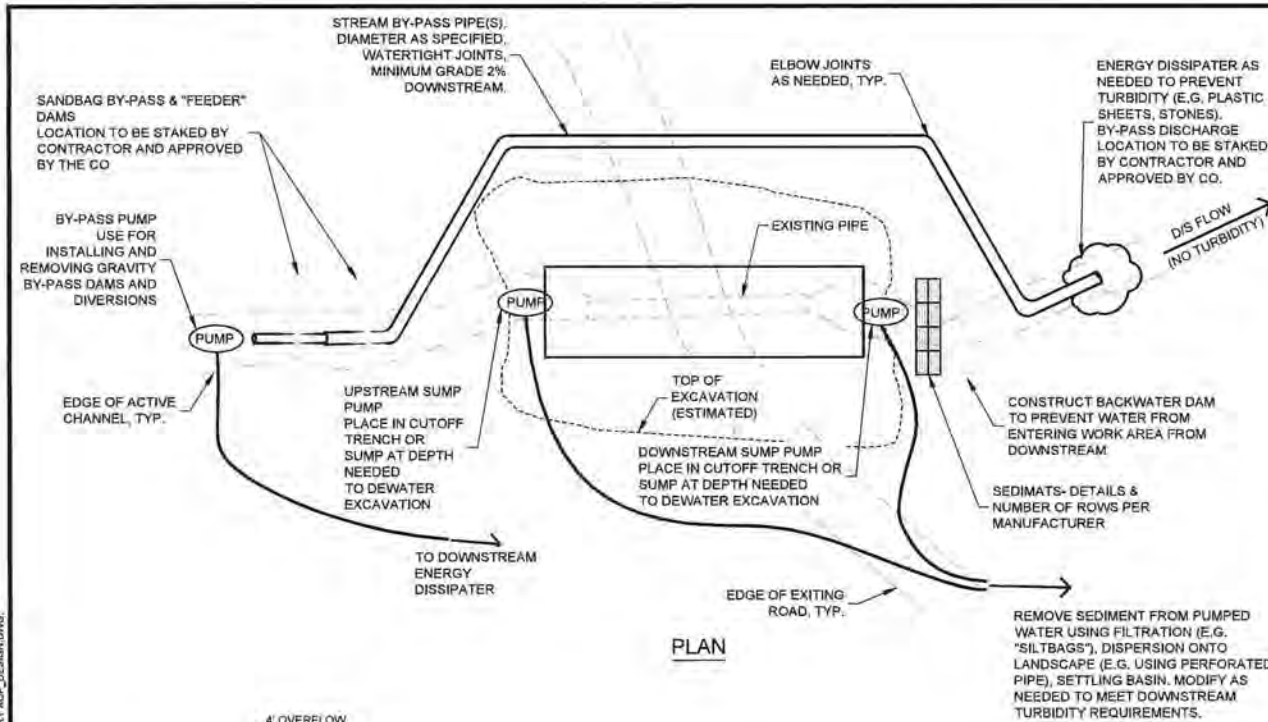 STREAM BY-PASS PIPE(S).
DIAMETER AS SPECIFIED,
WATERTIGHT JOINTS,
MINIMUM GRADE 2%
DOWNSTREAM.
ELBOW JOINTS
AS NEEDED, TYP.
ENERGY DISSIPATER AS
NEEDED TO PREVENT
TURBIDITY (E.G. PLASTIC
SHEETS, STONES).
BY-PASS DISCHARGE
LOCATION TO BE STAKED
BY CONTRACTOR AND
APPROVED BY CO.
SANDBAG BY-PASS & "FEEDER"
DAMS
LOCATION TO BE STAKED BY
CONTRACTOR AND APPROVED
BY THE CO
BY-PASS PUMP
USE FOR
INSTALLING AND
REMOVING GRAVITY
BY-PASS DAMS AND
DIVERSIONS
EXISTING PIPE
D/S FLOW
(NO TURBIDITY)
PUMP
PUMP
PUMP
EDGE OF ACTIVE
CHANNEL, TYP.
UPSTREAM SUMP
PUMP
PLACE IN CUTOFF
TRENCH OR
SUMP AT DEPTH
NEEDED
TO DEWATER
EXCAVATION
TOP OF
EXCAVATION
(ESTIMATED)
DOWNSTREAM SUMP PUMP
PLACE IN CUTOFF TRENCH OR
SUMP AT DEPTH NEEDED
TO DEWATER EXCAVATION
CONSTRUCT BACKWATER DAM
TO PREVENT WATER FROM
ENTERING WORK AREA FROM
DOWNSTREAM
SEDIMATS- DETAILS &
NUMBER OF ROWS PER
MANUFACTURER
TO DOWNSTREAM
ENERGY
DISSIPATER
EDGE OF EXITING
ROAD, TYP.
PLAN
REMOVE SEDIMENT FROM PUMPED
WATER USING FILTRATION (E.G.
"SILTBAGS"), DISPERSION ONTO
LANDSCAPE (E.G. USING PERFORATED
PIPE), SETTLING BASIN. MODIFY AS
NEEDED TO MEET DOWNSTREAM
TURBIDITY REQUIREMENTS.
4' OVERFLOW